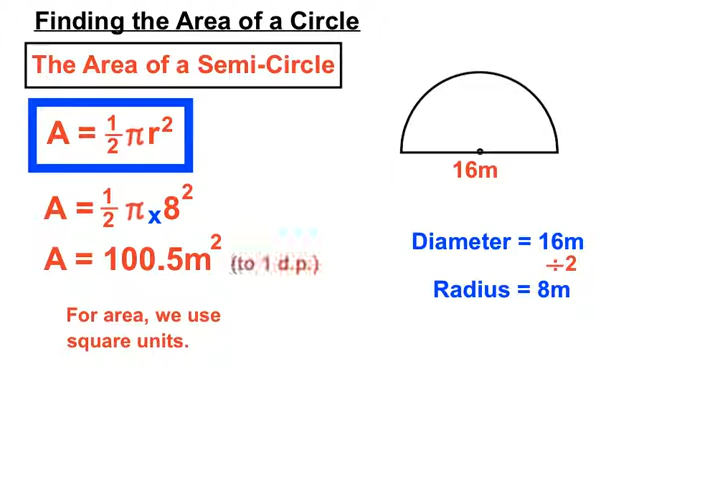 Finding the Area of a Circle
The Area of a Semi-Circle
A = ½πr²
A = ½ π x 8²
A = 100.5m² (to 1 d.p.)
For area, we use
square units.
16m
Diameter = 16m
÷2
Radius = 8m